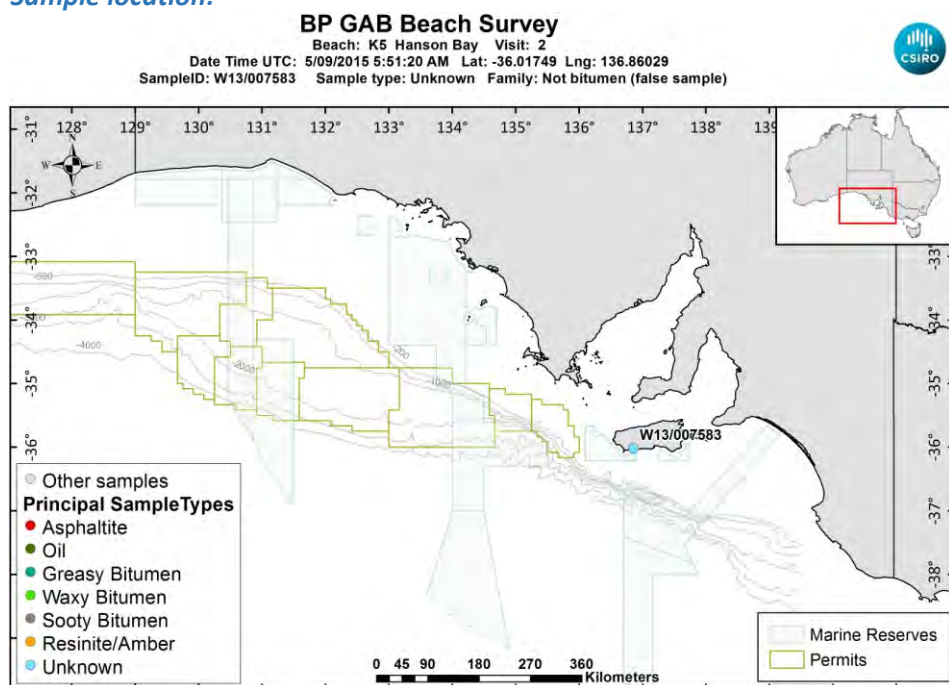 Sample location:
BP GAB Beach Survey
Beach: K5 Hanson Bay Visit: 2
Date Time UTC: 5/09/2015 5:51:20 AM Lat: -36.01749 Lng: 136.86029
SampleID: W13/007583 Sample type: Unknown Family: Not bitumen (false sample)
CSIRO
128° 129° 130° 131° 132° 133° 134° 135° 136° 137° 138° 139
-31° -31°
-32°
-33° -33°
-34° -34°
-35° -35°
-36° -36°
-37° -37°
-38° -38°
N
W E
S
-4000
-2000
-200
-1000
W13/007583
Other samples
Principal SampleTypes
Asphaltite
Oil
Greasy Bitumen
Waxy Bitumen
Sooty Bitumen
Resinite/Amber
Unknown
0 45 90 180 270 360
Kilometers
Marine Reserves
Permits